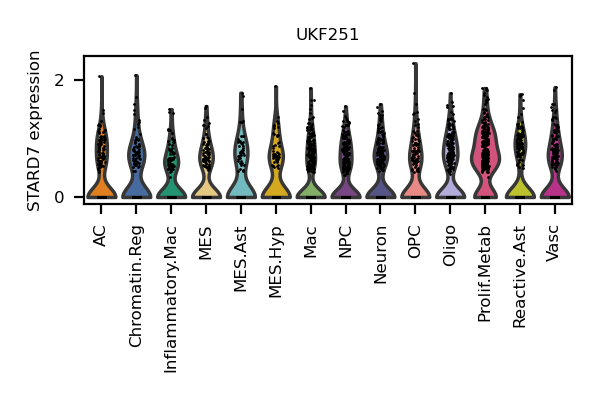 UKF251
STARD7 expression
2
0
AC
Chromatin.Reg
Inflammatory.Mac
MES
MES.Ast
MES.Hyp
Mac
NPC
Neuron
OPC
Oligo
Prolif.Metab
Reactive.Ast
Vasc